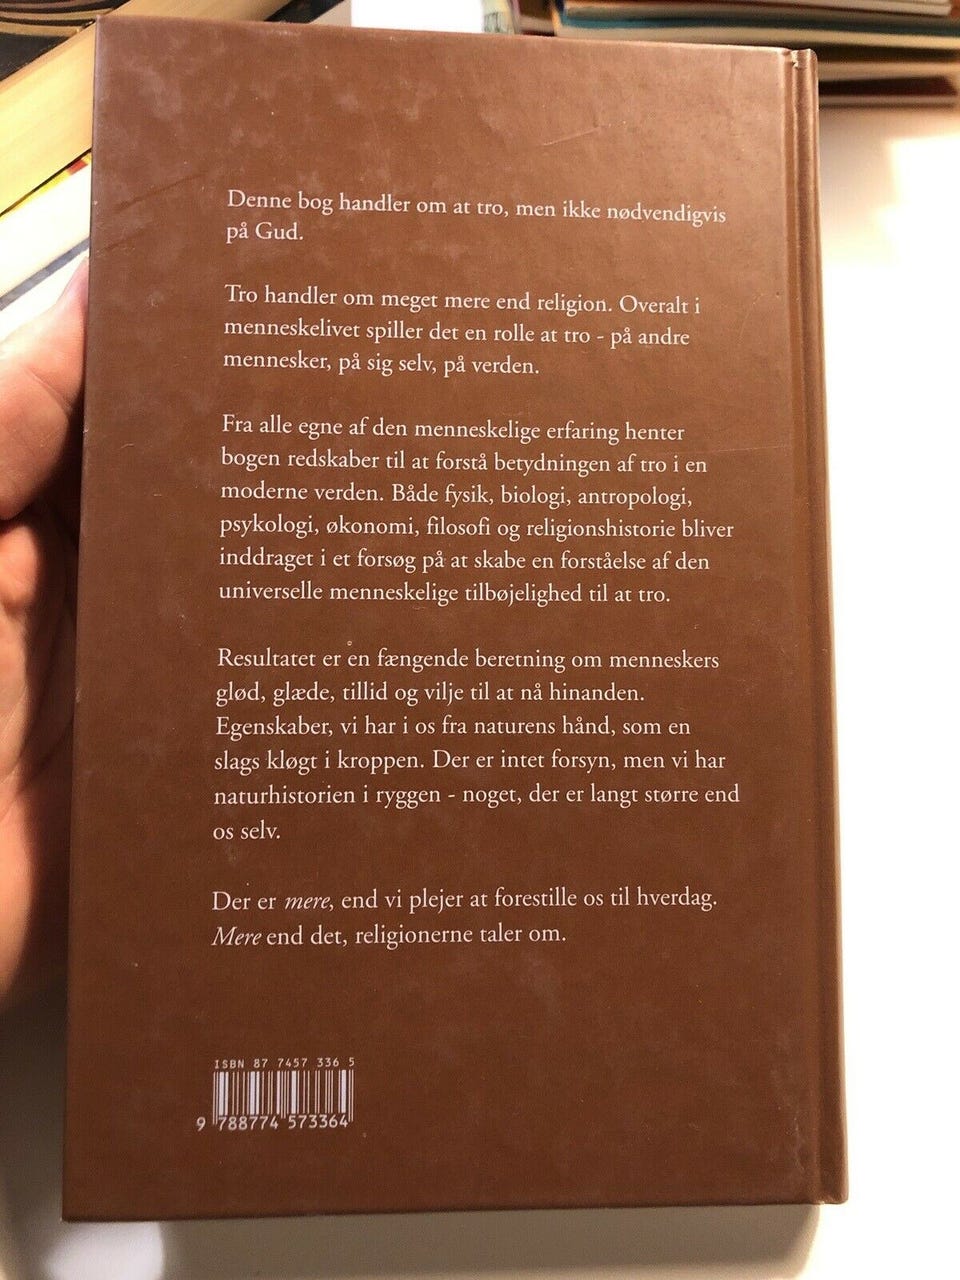 Denne bog handler om at tro, men ikke nødvendigvis
på Gud.
Tro handler om meget mere end religion. Overalt i
menneskelivet spiller det en rolle at tro - på andre
mennesker, på sig selv, på verden.
Fra alle egne af den menneskelige erfaring henter
bogen redskaber til at forstå betydningen af tro i en
moderne verden. Både fysik, biologi, antropologi,
psykologi, økonomi, filosofi og religionshistorie bliver
inddraget i et forsøg på at skabe en forståelse af den
universelle menneskelige tilbøjelighed til at tro.
Resultatet er en fængende beretning om menneskers
glød, glæde, tillid og vilje til at nå hinanden.
Egenskaber, vi har i os fra naturens hånd, som en
slags kløgt i kroppen. Der er intet forsyn, men vi har
naturhistorien i ryggen - noget, der er langt større end
os selv.
Der er mere, end vi plejer at forestille os til hverdag.
Mere end det, religionerne taler om.
ISBN 87 7457 336 5
9 788774 573364